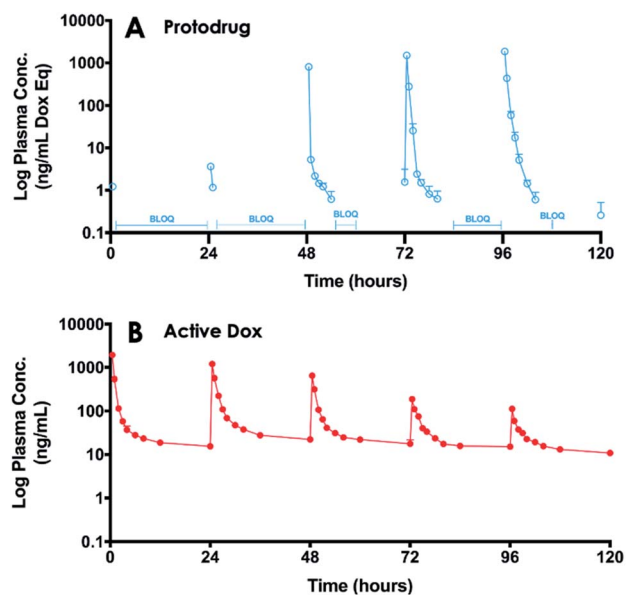 A Protodrug
Log Plasma Conc.
(ng/mL Dox Eq)
10000
1000
100
10
1
0.1
BLOQ
BLOQ
BLOQ
BLOQ
BLOQ
0 24 48 72 96 120
Time (hours)
B Active Dox
Log Plasma Conc.
(ng/mL)
10000
1000
100
10
1
0.1
0 24 48 72 96 120
Time (hours)